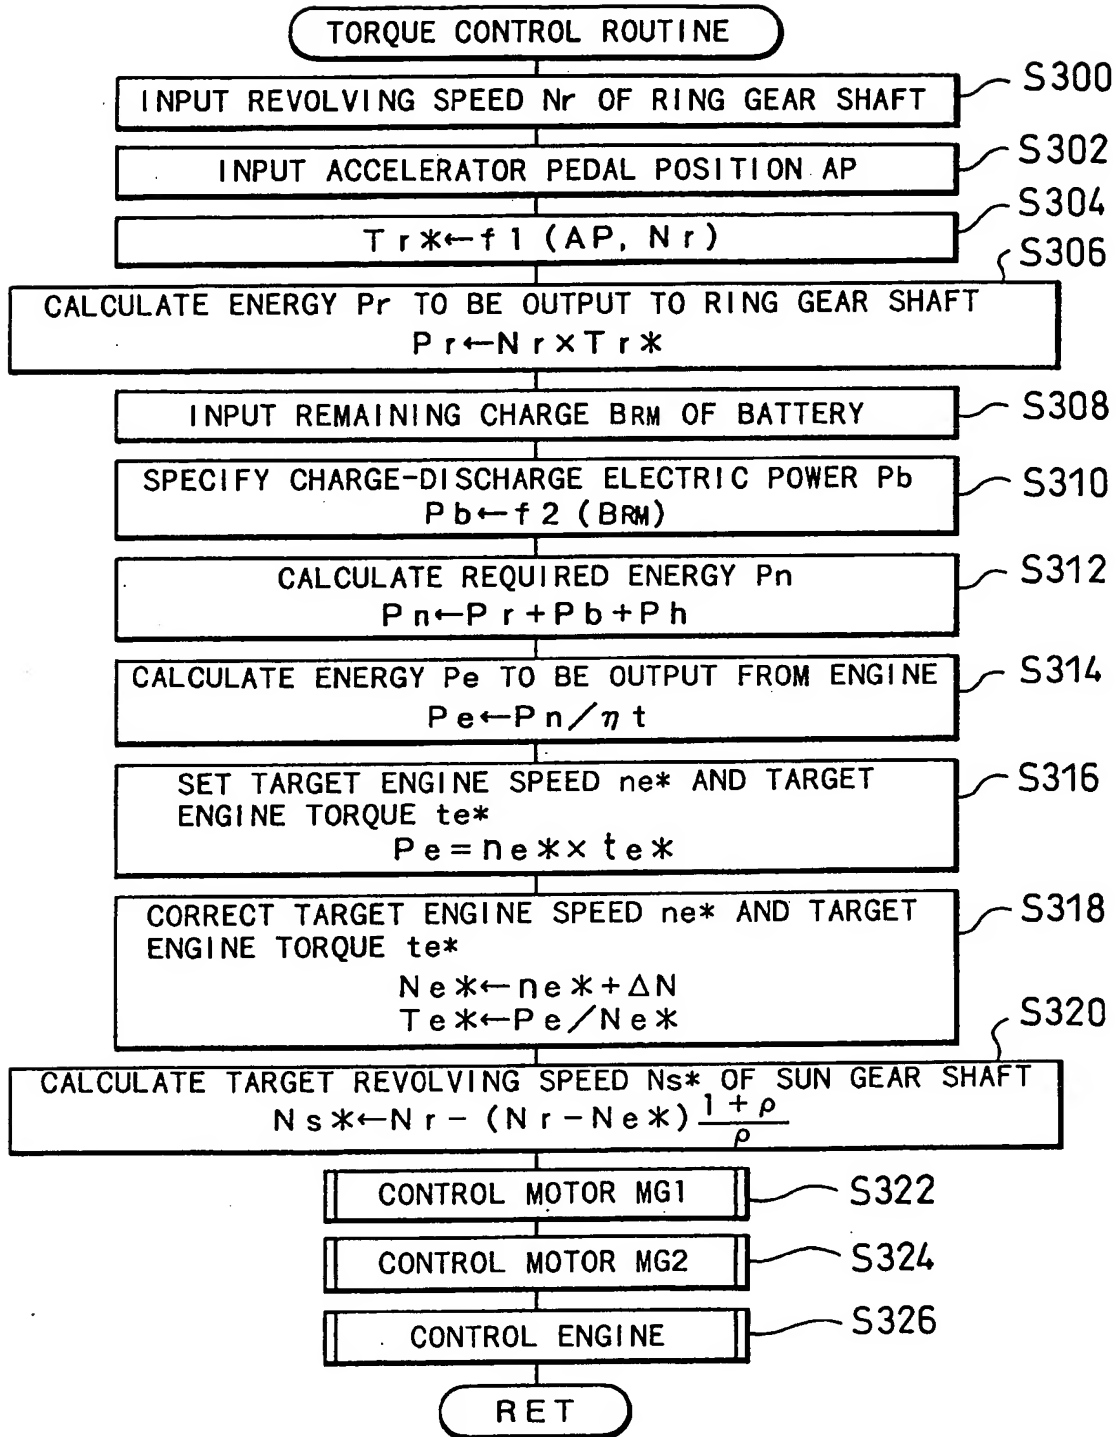 TORQUE CONTROL ROUTINE
INPUT REVOLVING SPEED Nr OF RING GEAR SHAFT
S300
INPUT ACCELERATOR PEDAL POSITION AP
S302
Tr*←f1(AP, Nr)
S304
CALCULATE ENERGY Pr TO BE OUTPUT TO RING GEAR SHAFT
Pr←Nr×Tr*
S306
INPUT REMAINING CHARGE BRM OF BATTERY
S308
SPECIFY CHARGE-DISCHARGE ELECTRIC POWER Pb
Pb←f2(BRM)
S310
CALCULATE REQUIRED ENERGY Pn
Pn←Pr+Pb+Ph
S312
CALCULATE ENERGY Pe TO BE OUTPUT FROM ENGINE
Pe←Pn/ηt
S314
SET TARGET ENGINE SPEED ne* AND TARGET
ENGINE TORQUE te*
Pe=ne*×te*
S316
CORRECT TARGET ENGINE SPEED ne* AND TARGET
ENGINE TORQUE te*
Ne*←ne*+ΔN
Te*←Pe/Ne*
S318
CALCULATE TARGET REVOLVING SPEED Ns* OF SUN GEAR SHAFT
Ns*←Nr-(Nr-Ne*)(1+ρ)/ρ
S320
CONTROL MOTOR MG1
S322
CONTROL MOTOR MG2
S324
CONTROL ENGINE
S326
RET